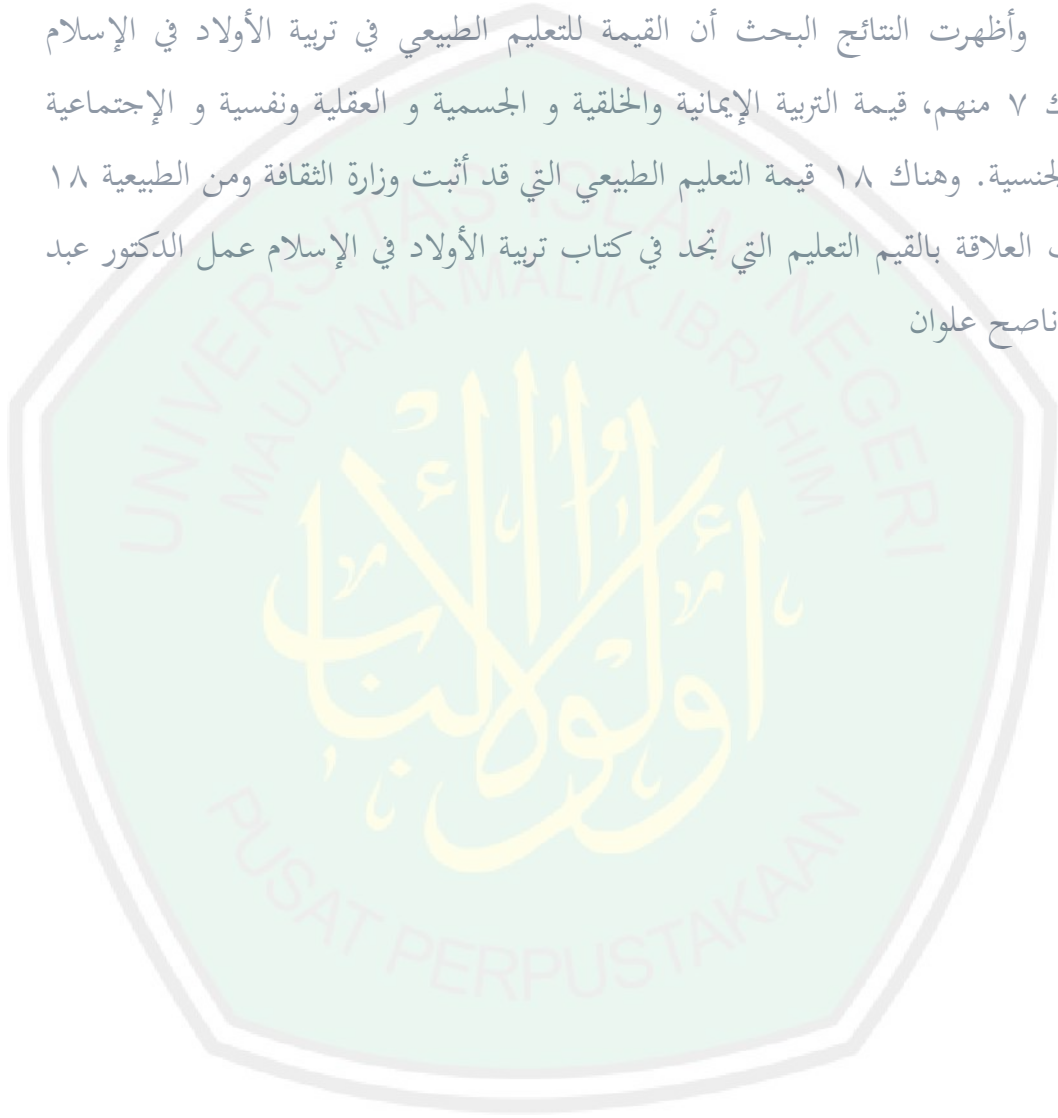 وأظهرت النتائج البحث أن القيمة للتعليم الطبيعي في تربية الأولاد في الإسلام
ك ٧ منهم، قيمة التربية الإيمانية والخلقية و الجسمية و العقلية ونفسية و الإجتماعية
لجنسية. وهناك ١٨ قيمة التعليم الطبيعي التي قد أثبت وزارة الثقافة ومن الطبيعية ١٨
العلاقة بالقيم التعليم التي تجد في كتاب تربية الأولاد في الإسلام عمل الدكتور عبد
ناصح علوان
UNIVERSITAS ISLAM NEGERI
MAULANA MALIK IBRAHIM
أولوا الألباب
PUSAT PERPUSTAKAAN